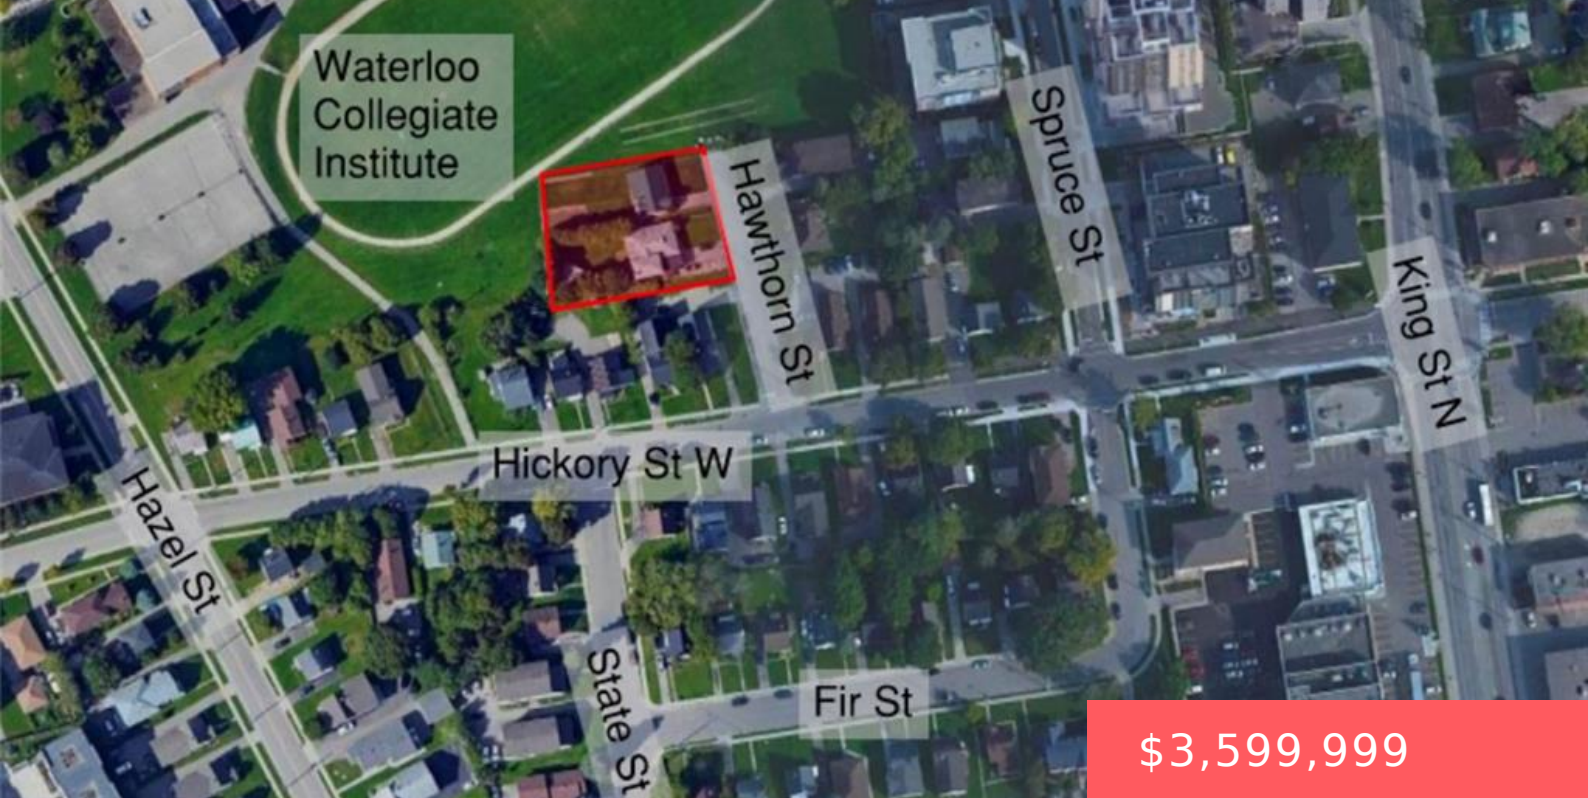 Waterloo
Collegiate
Institute
Hawthorn St
Spruce St
King St N
Hickory St W
Hazel St
State St
Fir St
$3,599,999